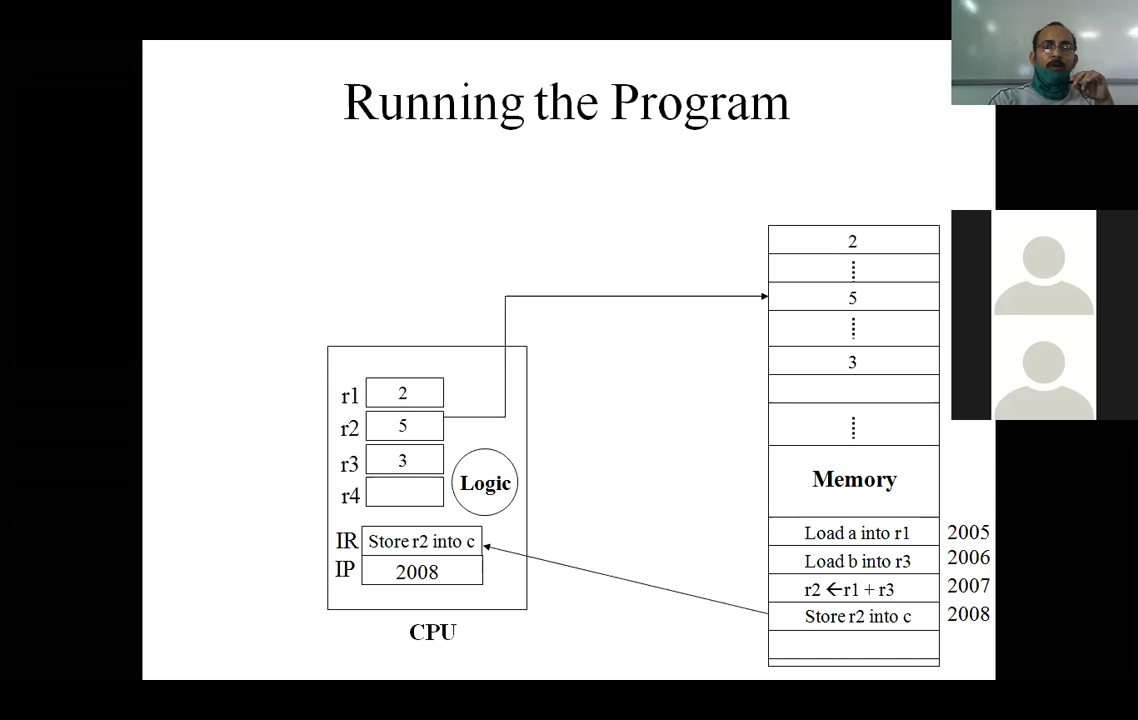 Running the Program
2
5
3
r1 2
r2 5
r3 3
r4
Logic
Memory
IR Store r2 into c
IP 2008
CPU
Load a into r1 2005
Load b into r3 2006
r2 ←r1 + r3 2007
Store r2 into c 2008